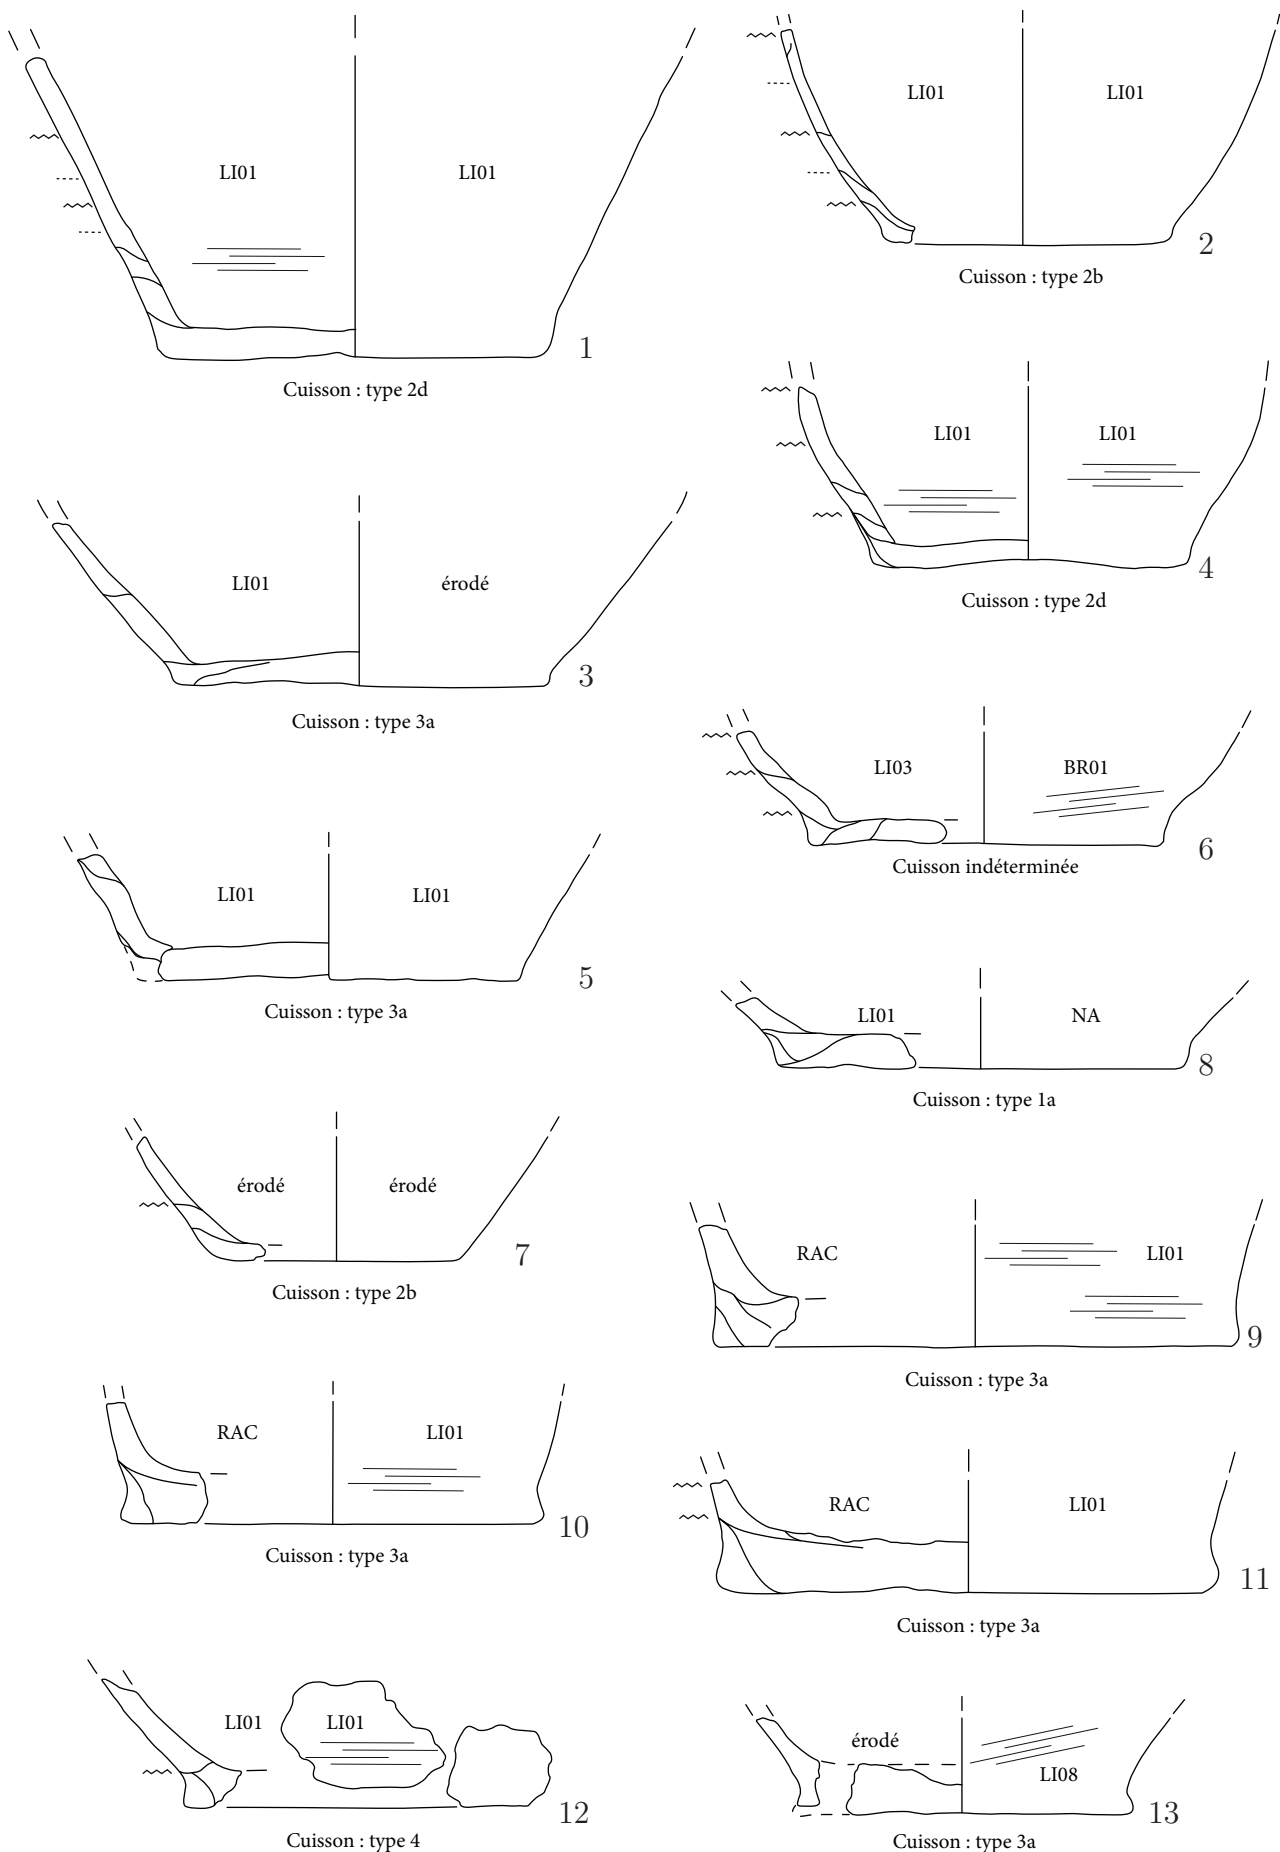 LI01 LI01
1
Cuisson : type 2d
LI01 LI01
2
Cuisson : type 2b
LI01 érodé
3
Cuisson : type 3a
LI01 LI01
4
Cuisson : type 2d
LI01 LI01
5
Cuisson : type 3a
LI03 BR01
6
Cuisson indéterminée
érodé érodé
7
Cuisson : type 2b
LI01 NA
8
Cuisson : type 1a
RAC LI01
9
Cuisson : type 3a
RAC LI01
10
Cuisson : type 3a
RAC LI01
11
Cuisson : type 3a
LI01 LI01
12
Cuisson : type 4
érodé
LI08
13
Cuisson : type 3a